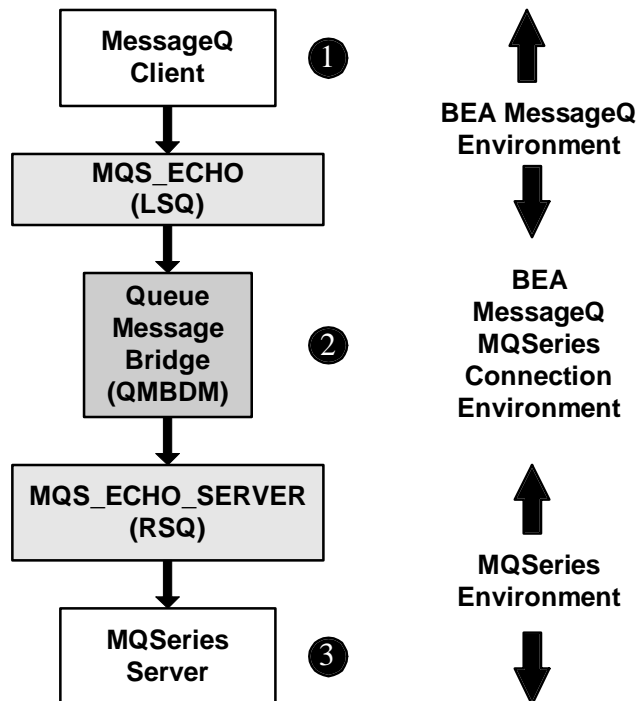 MessageQ
Client
1
BEA MessageQ
Environment
MQS_ECHO
(LSQ)
Queue
Message
Bridge
(QMBDM)
2
BEA
MessageQ
MQSeries
Connection
Environment
MQS_ECHO_SERVER
(RSQ)
MQSeries
Environment
MQSeries
Server
3